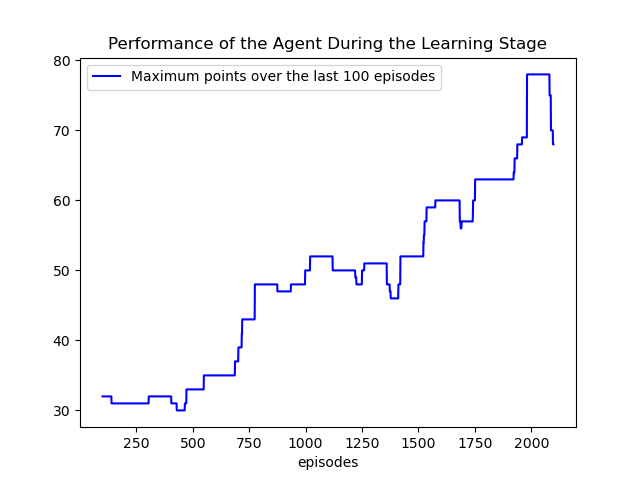 Performance of the Agent During the Learning Stage
Maximum points over the last 100 episodes
80
70
60
50
40
30
250 500 750 1000 1250 1500 1750 2000
episodes